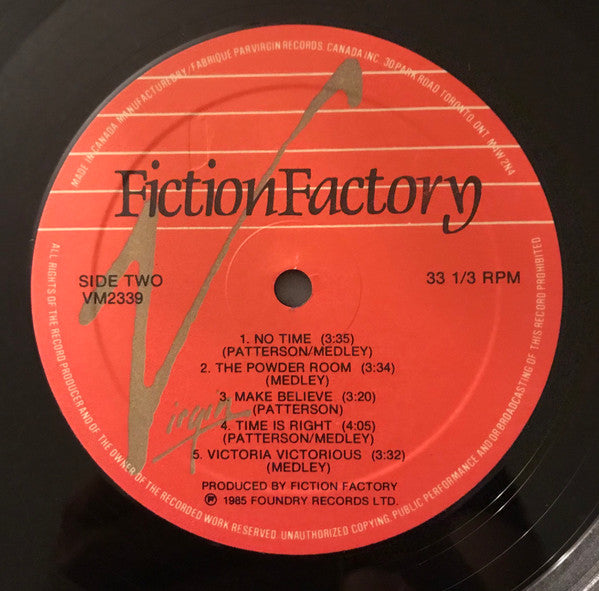 MADE IN CANADA. MANUFACTURED BY / FABRIQUE PAR VIRGIN RECORDS, CANADA INC. 30 PARK ROAD TORONTO, ONT. M4W 2N4
FictionFactory
SIDE TWO
VM2339
33 1/3 RPM
1. NO TIME (3:35)
(PATTERSON/MEDLEY)
2. THE POWDER ROOM (3:34)
(MEDLEY)
3. MAKE BELIEVE (3:20)
(PATTERSON)
4. TIME IS RIGHT (4:05)
(PATTERSON/MEDLEY)
5. VICTORIA VICTORIOUS (3:32)
(MEDLEY)
Virgin
PRODUCED BY FICTION FACTORY
℗ 1985 FOUNDRY RECORDS LTD.
ALL RIGHTS OF THE RECORD PRODUCER AND OF THE OWNER OF THE RECORDED WORK RESERVED. UNAUTHORIZED COPYING, PUBLIC PERFORMANCE AND/OR BROADCASTING OF THIS RECORD PROHIBITED